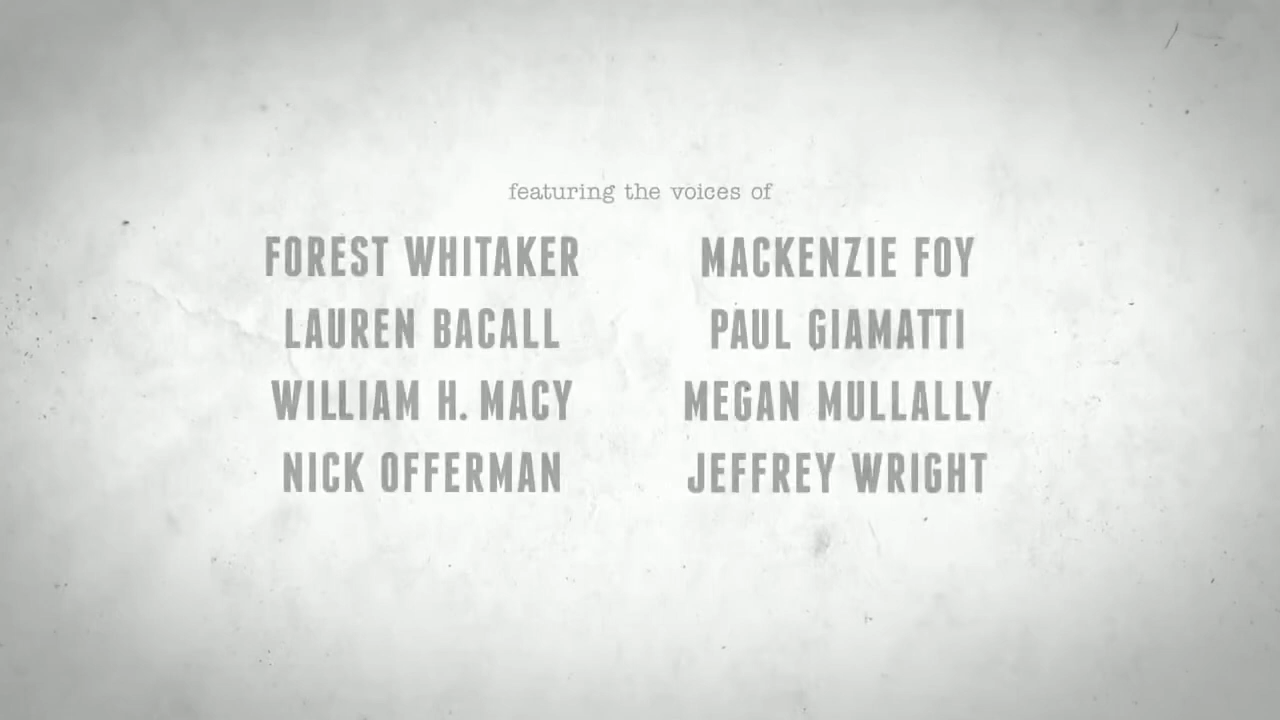 featuring the voices of
FOREST WHITAKER
MACKENZIE FOY
LAUREN BACALL
PAUL GIAMATTI
WILLIAM H. MACY
MEGAN MULLALLY
NICK OFFERMAN
JEFFREY WRIGHT